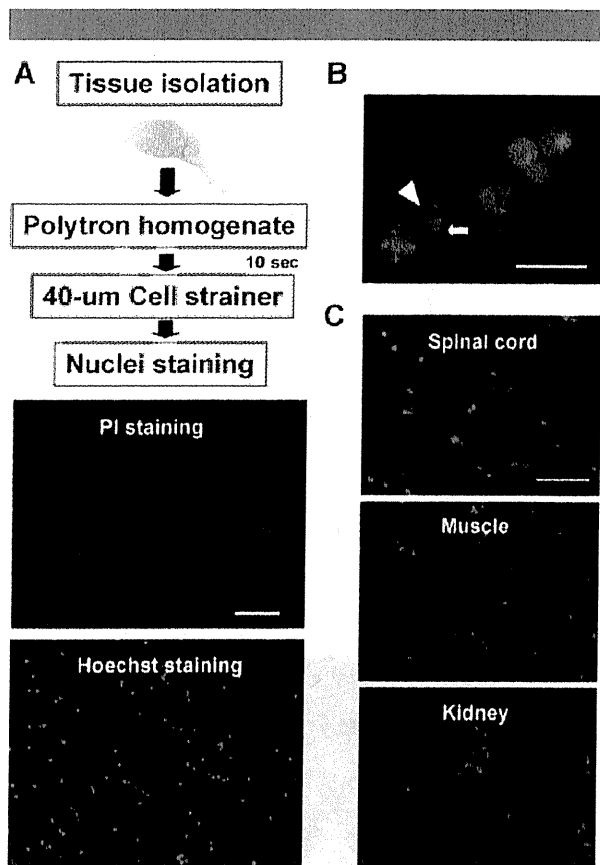 A
Tissue isolation
Polytron homogenate
10 sec
40-um Cell strainer
Nuclei staining
PI staining
Hoechst staining
B
C
Spinal cord
Muscle
Kidney